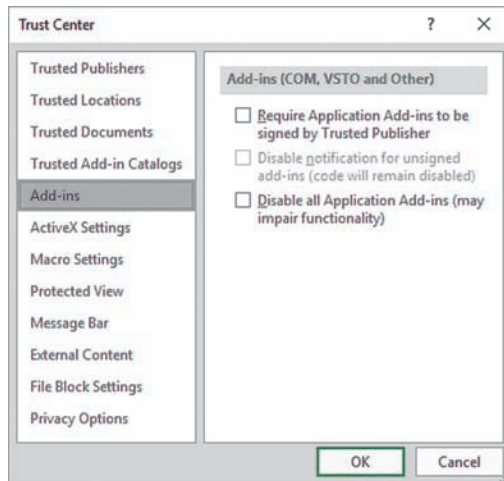 Trust Center
?
Trusted Publishers
Trusted Locations
Trusted Documents
Trusted Add-in Catalogs
Add-ins
ActiveX Settings
Macro Settings
Protected View
Message Bar
External Content
File Block Settings
Privacy Options
Add-ins (COM, VSTO and Other)
Require Application Add-ins to be
signed by Trusted Publisher
Disable notification for unsigned
add-ins (code will remain disabled)
Disable all Application Add-ins (may
impair functionality)
OK
Cancel